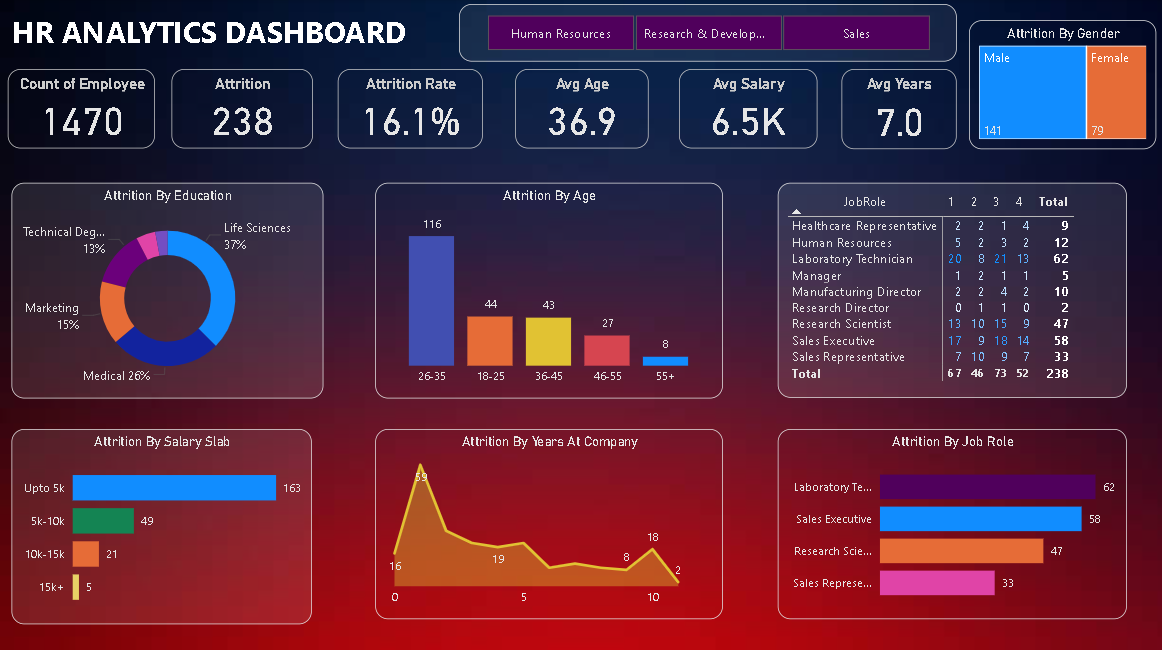 HR ANALYTICS DASHBOARD
Human Resources
Research & Develop...
Sales
Count of Employee
1470
Attrition
238
Attrition Rate
16.1%
Avg Age
36.9
Avg Salary
6.5K
Avg Years
7.0
Attrition By Gender
Male
141
Female
79
Attrition By Education
Life Sciences
37%
Medical 26%
Marketing
15%
Technical Deg...
13%
Attrition By Age
116
44
43
27
8
26-35 18-25 36-45 46-55 55+
JobRole 1 2 3 4 Total
Healthcare Representative 2 2 1 4 9
Human Resources 5 2 3 2 12
Laboratory Technician 20 8 21 13 62
Manager 1 2 1 1 5
Manufacturing Director 2 2 4 2 10
Research Director 0 1 1 0 2
Research Scientist 13 10 15 9 47
Sales Executive 17 9 18 14 58
Sales Representative 7 10 9 7 33
Total 67 46 73 52 238
Attrition By Salary Slab
Upto 5k 163
5k-10k 49
10k-15k 21
15k+ 5
Attrition By Years At Company
59
16
19
8
18
2
0 5 10
Attrition By Job Role
Laboratory Te... 62
Sales Executive 58
Research Scie... 47
Sales Represe... 33